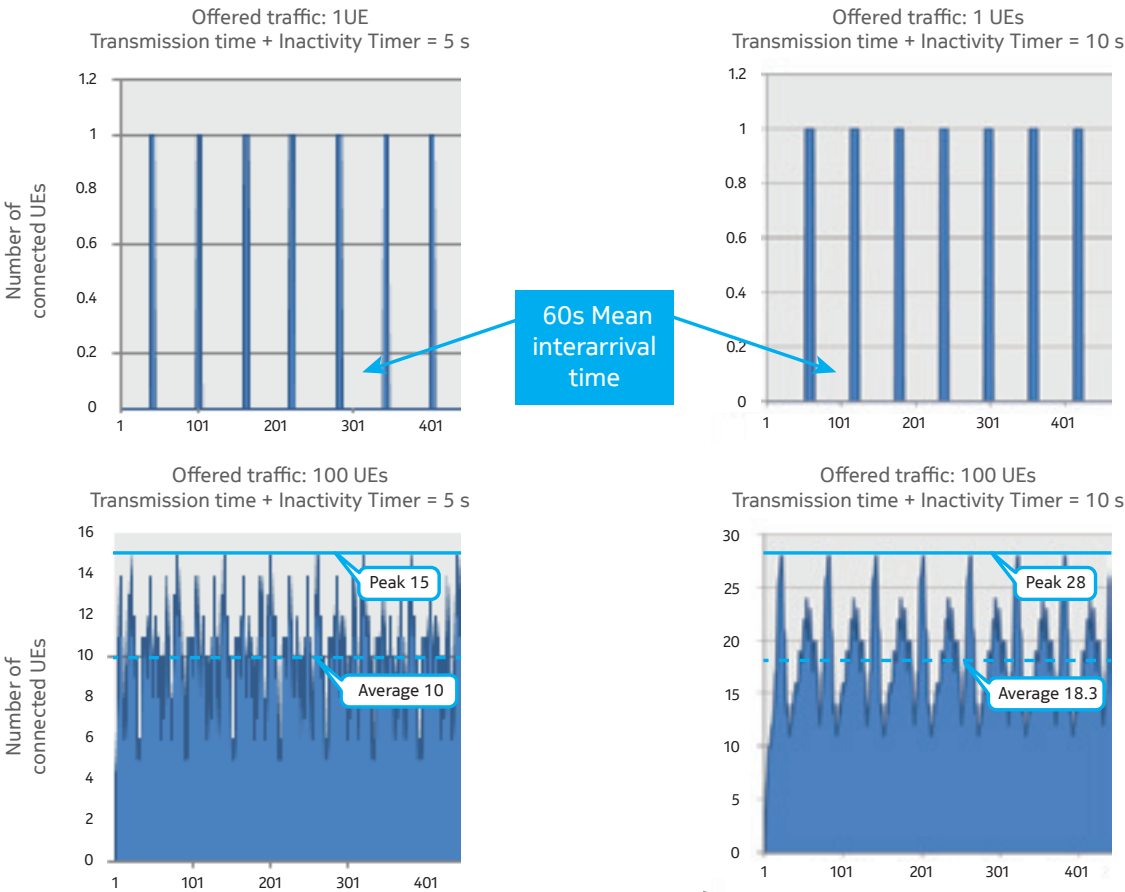 Offered traffic: 1UE
Transmission time + Inactivity Timer = 5 s
Number of
connected UEs
1.2
1
0.8
0.6
0.4
0.2
0
1 101 201 301 401
Offered traffic: 1 UEs
Transmission time + Inactivity Timer = 10 s
1.2
1
0.8
0.6
0.4
0.2
0
1 101 201 301 401
60s Mean
interarrival
time
Offered traffic: 100 UEs
Transmission time + Inactivity Timer = 5 s
Number of
connected UEs
16
14
12
10
8
6
4
2
0
Peak 15
Average 10
1 101 201 301 401
Offered traffic: 100 UEs
Transmission time + Inactivity Timer = 10 s
30
25
20
15
10
5
0
Peak 28
Average 18.3
1 101 201 301 401